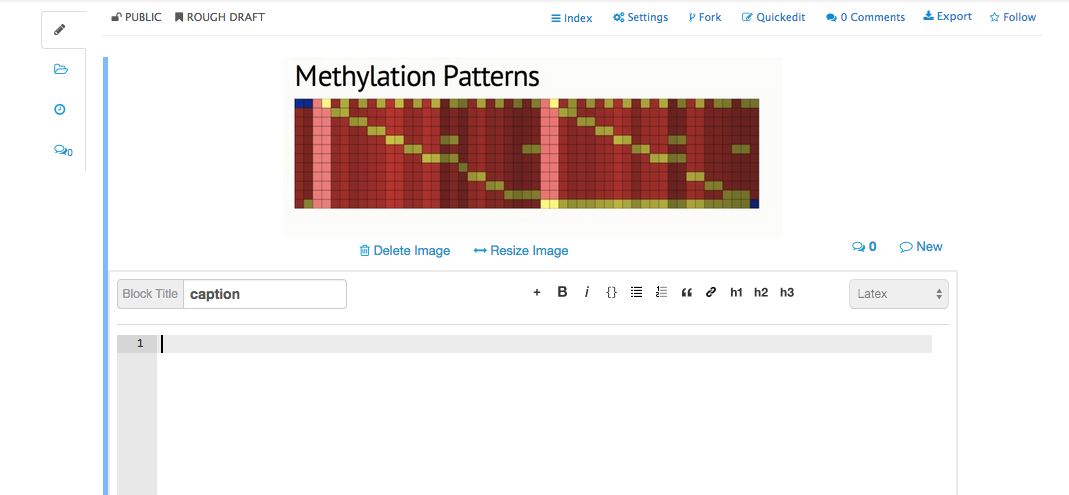 PUBLIC ROUGH DRAFT Index Settings Fork Quickedit 0 Comments Export Follow
Methylation Patterns
0
Delete Image Resize Image 0 New
Block Title caption + B i {} “ h1 h2 h3 Latex
1